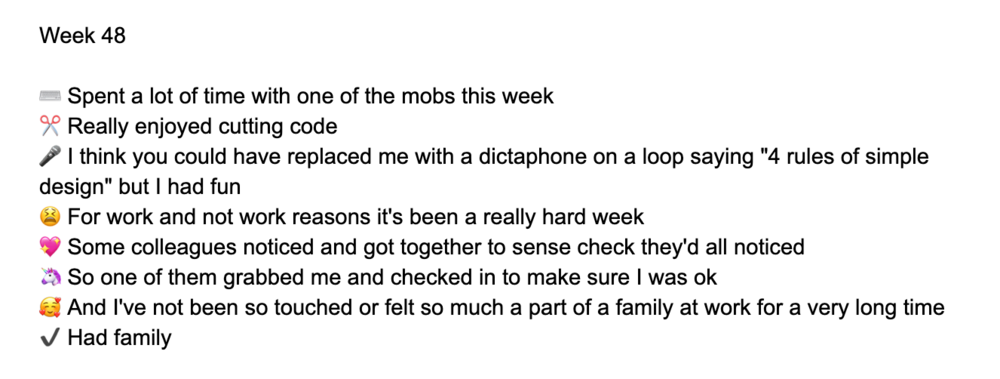 Week 48
⌨️ Spent a lot of time with one of the mobs this week
✂️ Really enjoyed cutting code
🎤 I think you could have replaced me with a dictaphone on a loop saying "4 rules of simple
design" but I had fun
😫 For work and not work reasons it's been a really hard week
💖 Some colleagues noticed and got together to sense check they'd all noticed
🦄 So one of them grabbed me and checked in to make sure I was ok
🥰 And I've not been so touched or felt so much a part of a family at work for a very long time
✔️ Had family